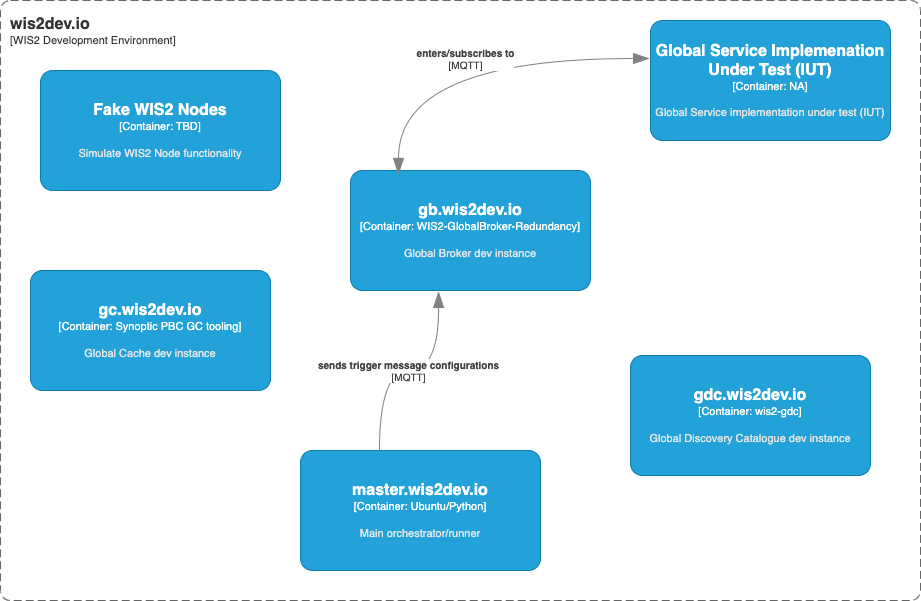 wis2dev.io
[WIS2 Development Environment]
Fake WIS2 Nodes
[Container: TBD]
Simulate WIS2 Node functionality
enters/subscribes to
[MQTT]
Global Service Implemenation
Under Test (IUT)
[Container: NA]
Global Service implementation under test (IUT)
gb.wis2dev.io
[Container: WIS2-GlobalBroker-Redundancy]
Global Broker dev instance
gc.wis2dev.io
[Container: Synoptic PBC GC tooling]
Global Cache dev instance
sends trigger message configurations
[MQTT]
gdc.wis2dev.io
[Container: wis2-gdc]
Global Discovery Catalogue dev instance
master.wis2dev.io
[Container: Ubuntu/Python]
Main orchestrator/runner